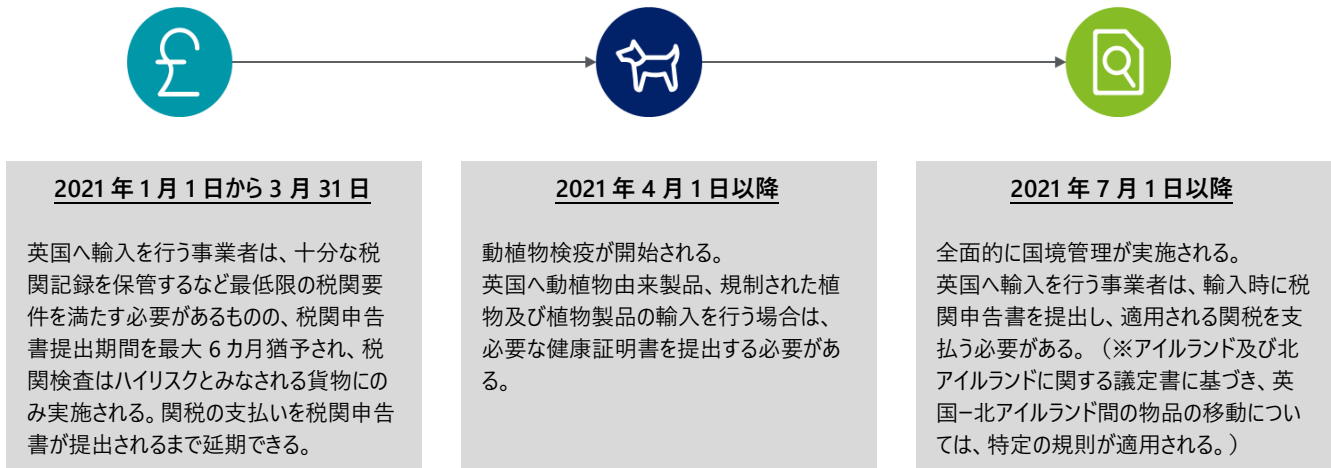 £
2021 年 1 月 1 日から 3 月 31 日
英国へ輸入を行う事業者は、十分な税
関記録を保管するなど最低限の税関要
件を満たす必要があるものの、税関申告
書提出期間を最大 6 カ月猶予され、税
関検査はハイリスクとみなされる貨物にの
み実施される。関税の支払いを税関申告
書が提出されるまで延期できる。
2021 年 4 月 1 日以降
動植物検疫が開始される。
英国へ動植物由来製品、規制された植
物及び植物製品の輸入を行う場合は、
必要な健康証明書を提出する必要があ
る。
2021 年 7 月 1 日以降
全面的に国境管理が実施される。
英国へ輸入を行う事業者は、輸入時に税
関申告書を提出し、適用される関税を支
払う必要がある。（※アイルランド及び北
アイルランドに関する議定書に基づき、英
国−北アイルランド間の物品の移動につい
ては、特定の規則が適用される。）